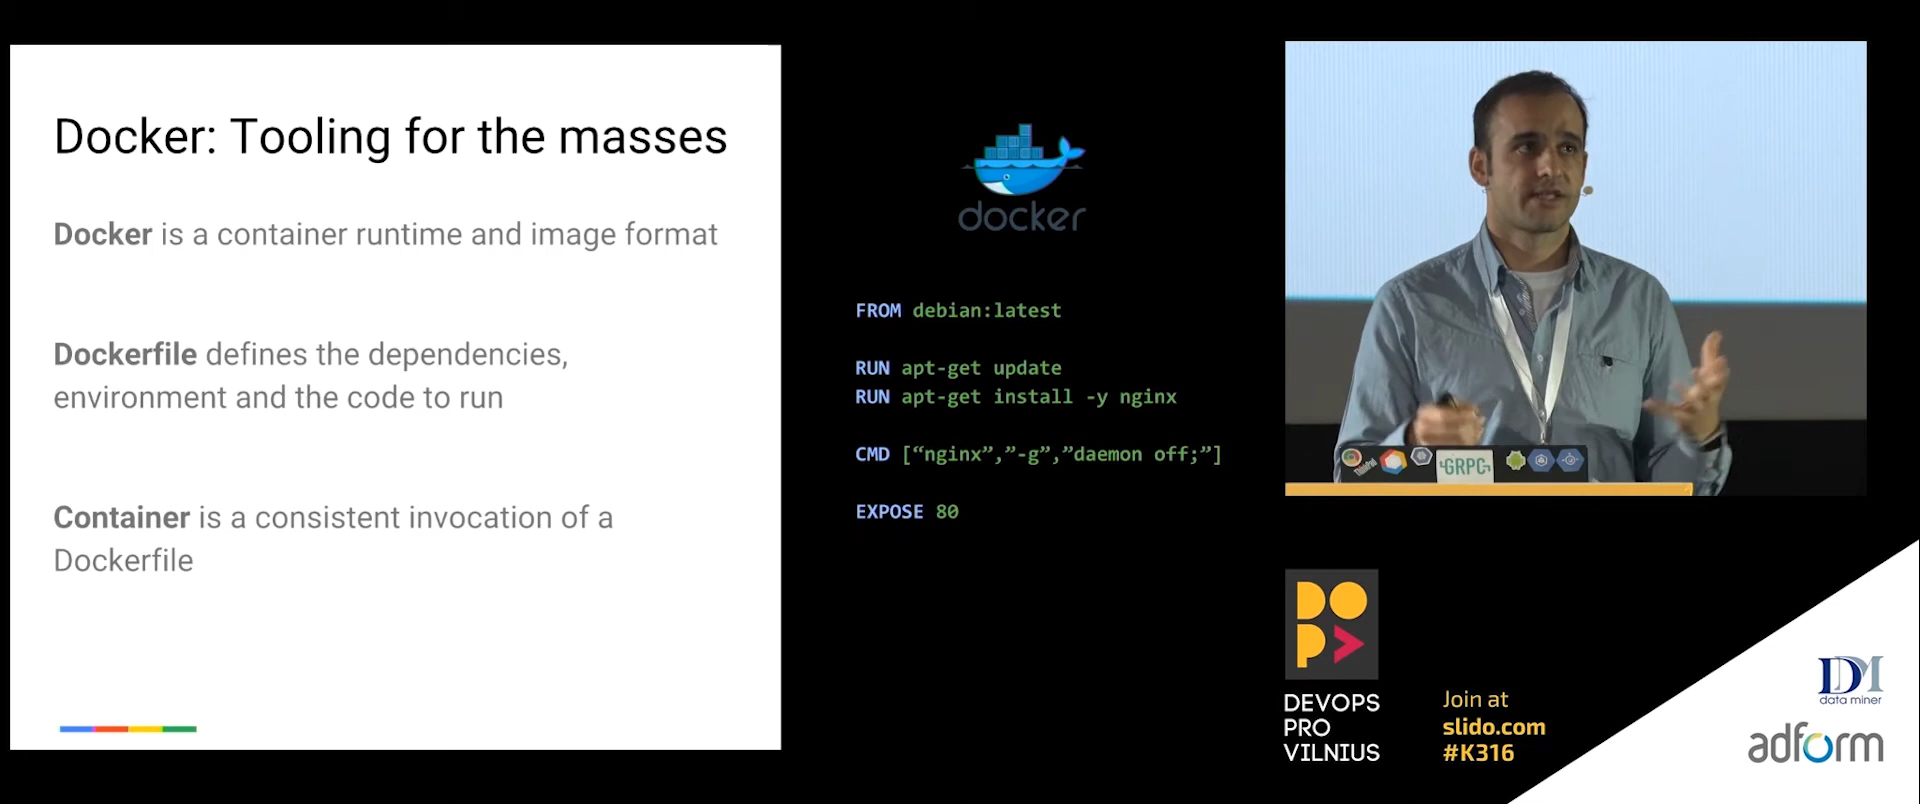 Docker: Tooling for the masses
Docker is a container runtime and image format
Dockerfile defines the dependencies,
environment and the code to run
Container is a consistent invocation of a
Dockerfile
docker
FROM debian:latest
RUN apt-get update
RUN apt-get install -y nginx
CMD [“nginx”,”-g”,”daemon off;”]
EXPOSE 80
ThinkPad
GRPC
DOP>
DEVOPS
PRO
VILNIUS
Join at
slido.com
#K316
DM
data miner
adform